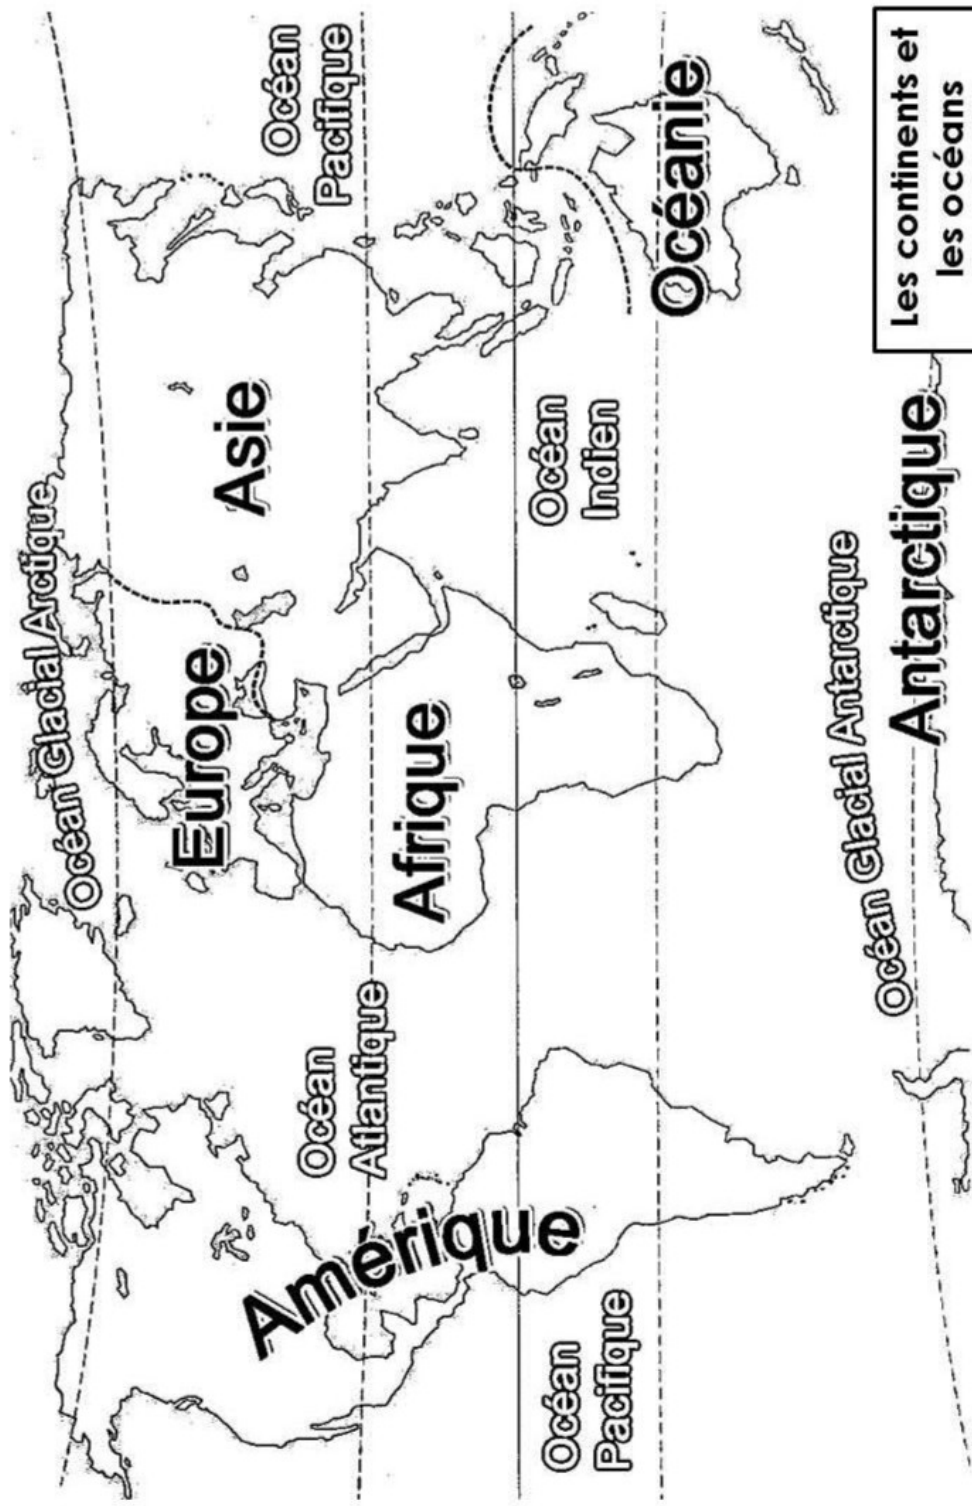 Océan Glacial Arctique
Europe
Asie
Océan
Pacifique
Océan
Atlantique
Afrique
Amérique
Océan
Indien
Océan
Pacifique
Océanie
Océan Glacial Antarctique
Antarctique
Les continents et
les océans